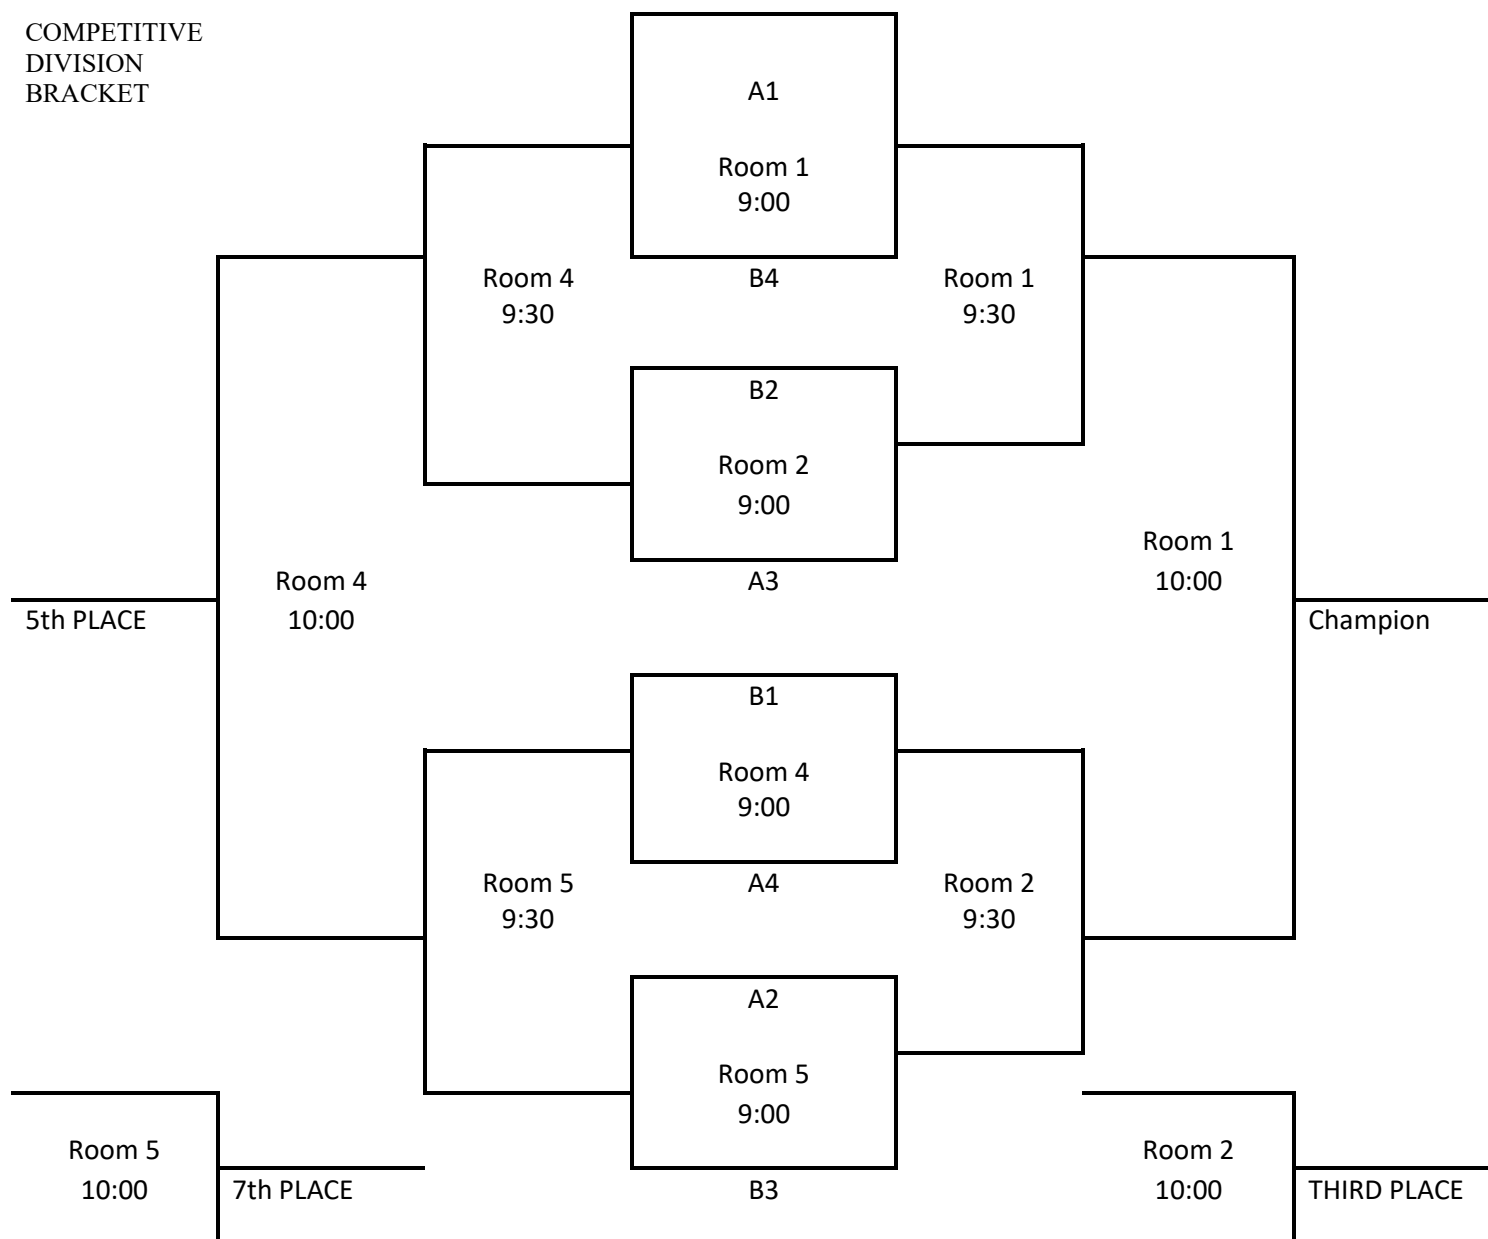 COMPETITIVE
DIVISION
BRACKET
A1
Room 1
9:00
B4
Room 4
9:30
Room 1
9:30
B2
Room 2
9:00
A3
Room 4
10:00
Room 1
10:00
5th PLACE
Champion
B1
Room 4
9:00
A4
Room 5
9:30
Room 2
9:30
A2
Room 5
9:00
B3
Room 5
10:00
7th PLACE
Room 2
10:00
THIRD PLACE